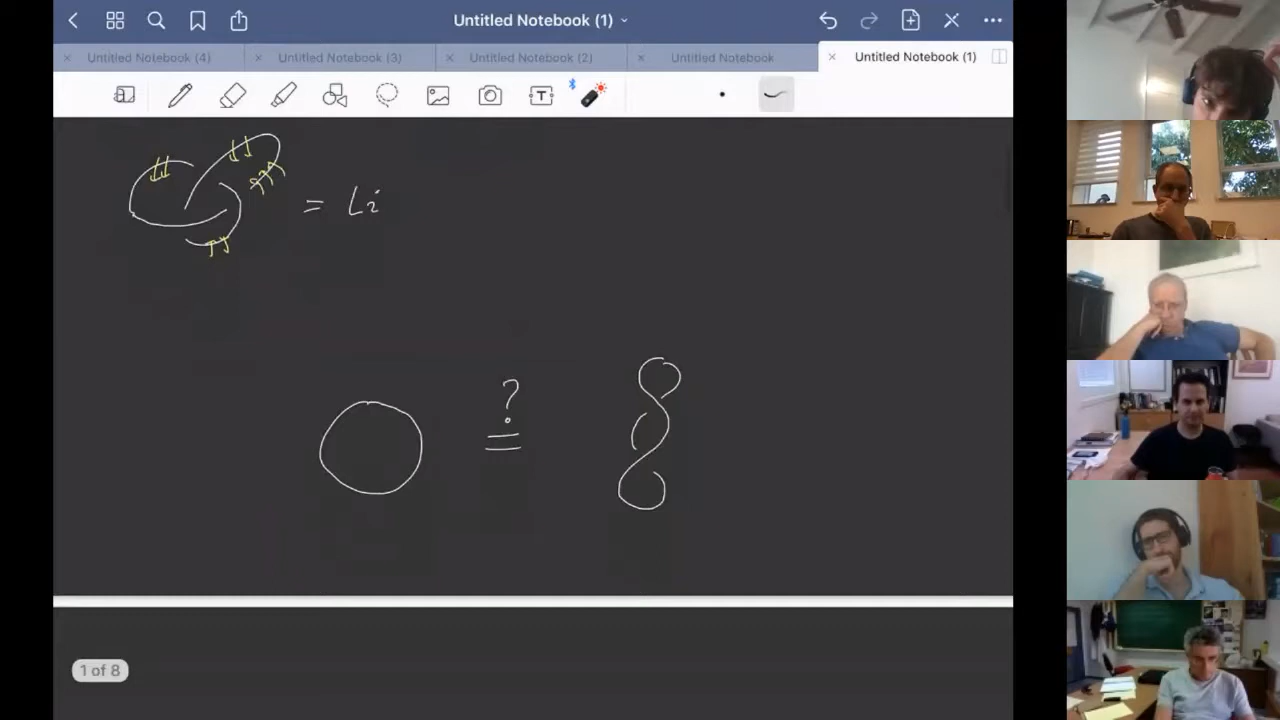 Untitled Notebook (1)
Untitled Notebook (4)
Untitled Notebook (3)
Untitled Notebook (2)
Untitled Notebook
Untitled Notebook (1)
T
= Li
?
=
1 of 8